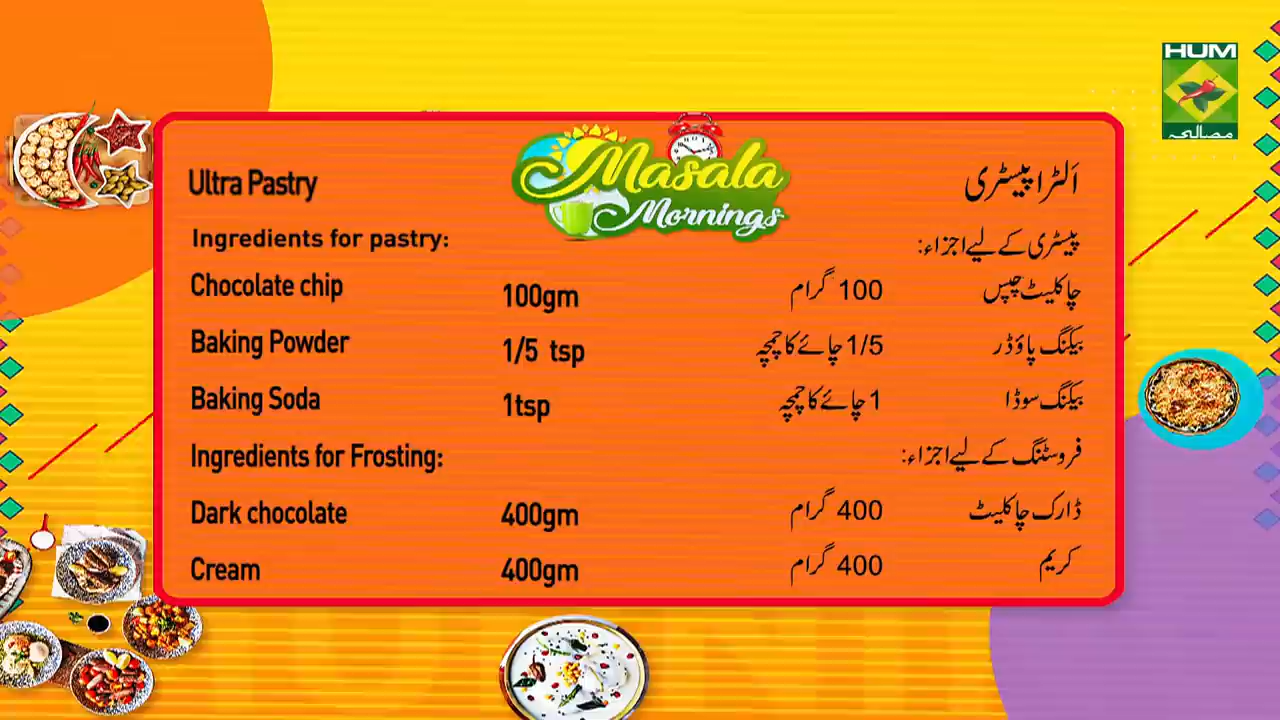 HUM
مصالحہ
Masala
Mornings
Ultra Pastry
اَلٹرا پیسٹری
Ingredients for pastry:
پیسٹری کے لیے اجزاء:
Chocolate chip 100gm
چاکلیٹ چپس 100 گرام
Baking Powder 1/5 tsp
بیکنگ پاؤڈر 1/5 چائے کا چمچہ
Baking Soda 1tsp
بیکنگ سوڈا 1 چائے کا چمچہ
Ingredients for Frosting:
فروسٹنگ کے لیے اجزاء:
Dark chocolate 400gm
ڈارک چاکلیٹ 400 گرام
Cream 400gm
کریم 400 گرام